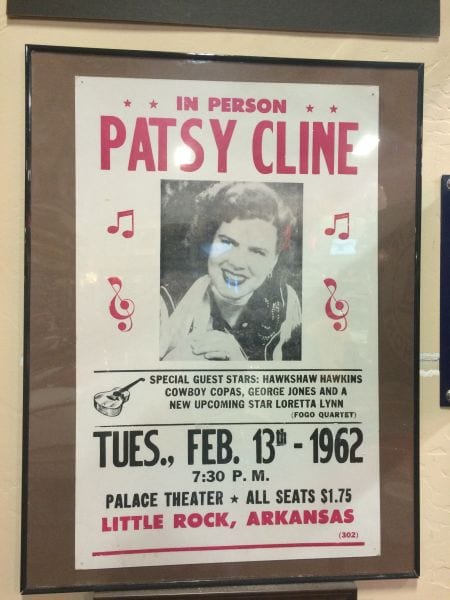 ★ ★ IN PERSON ★ ★
PATSY CLINE
SPECIAL GUEST STARS: HAWKSHAW HAWKINS
COWBOY COPAS, GEORGE JONES AND A
NEW UPCOMING STAR LORETTA LYNN
(FOGO QUARTET)
TUES., FEB. 13th - 1962
7:30 P. M.
PALACE THEATER ★ ALL SEATS $1.75
LITTLE ROCK, ARKANSAS
(302)